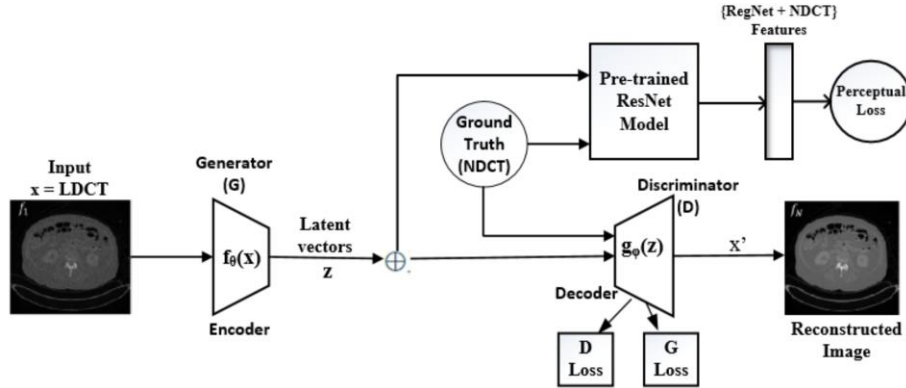 {RegNet + NDCT}
Features
Pre-trained
ResNet
Model
Perceptual
Loss
Ground
Truth
(NDCT)
Input
x = LDCT
f₁
Generator
(G)
fθ(x)
Encoder
Latent
vectors
z
Discriminator
(D)
gφ(z)
Decoder
D
Loss
G
Loss
x'
f_N
Reconstructed
Image